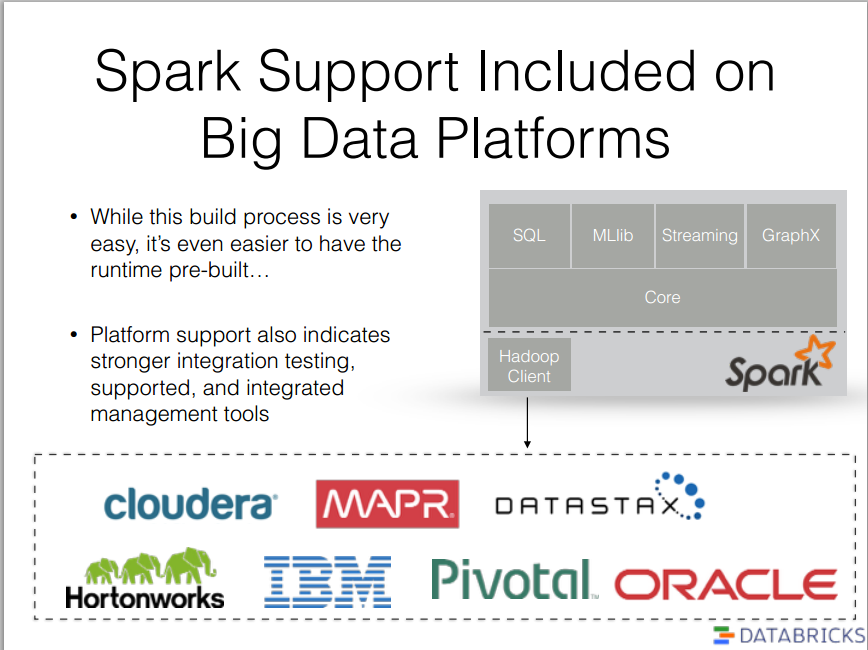 Spark Support Included on
Big Data Platforms
• While this build process is very
easy, it’s even easier to have the
runtime pre-built…
• Platform support also indicates
stronger integration testing,
supported, and integrated
management tools
SQL MLlib Streaming GraphX
Core
Hadoop
Client
Spark
cloudera®
MAPR®
DATASTAX
Hortonworks
IBM
Pivotal™
ORACLE
DATABRICKS